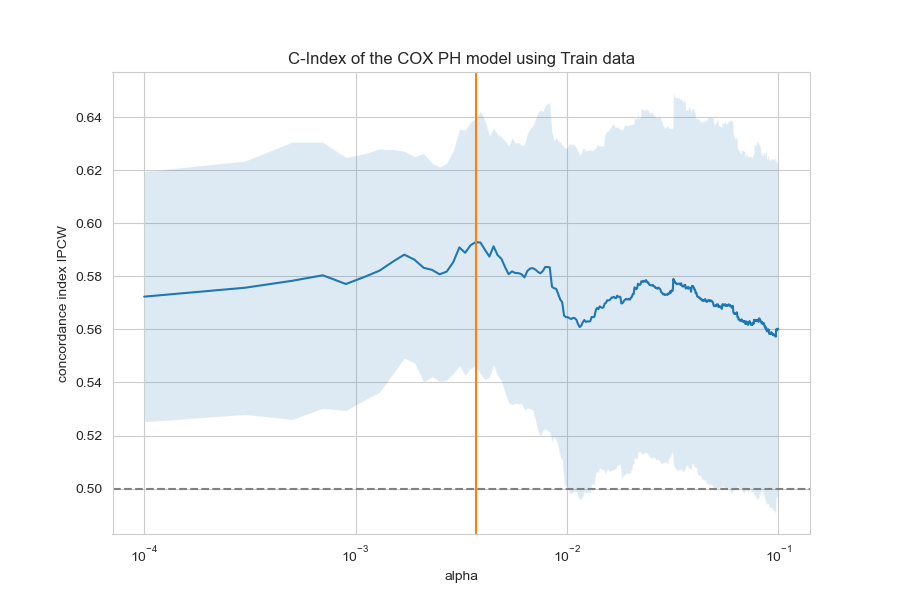 C-Index of the COX PH model using Train data
concordance index IPCW
0.64
0.62
0.60
0.58
0.56
0.54
0.52
0.50
10⁻⁴ 10⁻³ 10⁻² 10⁻¹
alpha